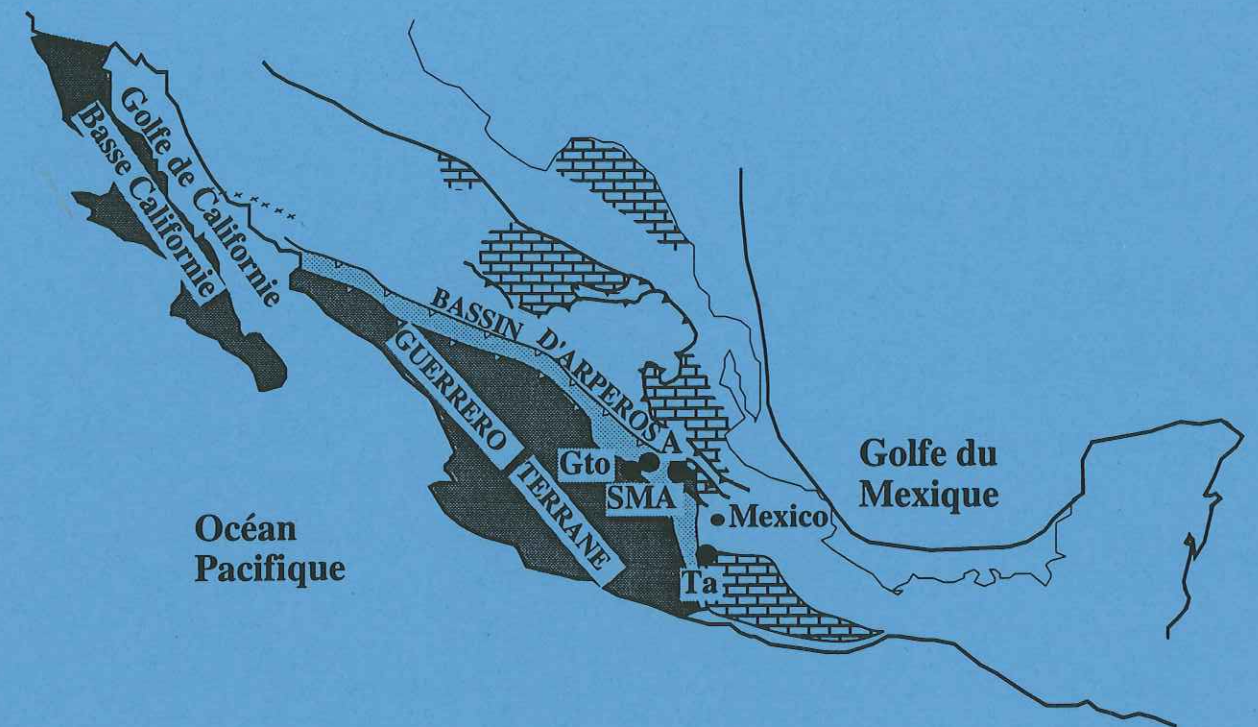 Golfe de Californie
Basse Californie
BASSIN D'ARPEROS
GUERRERO TERRANE
A
Gto
SMA
Mexico
Ta
Golfe du
Mexique
Océan
Pacifique